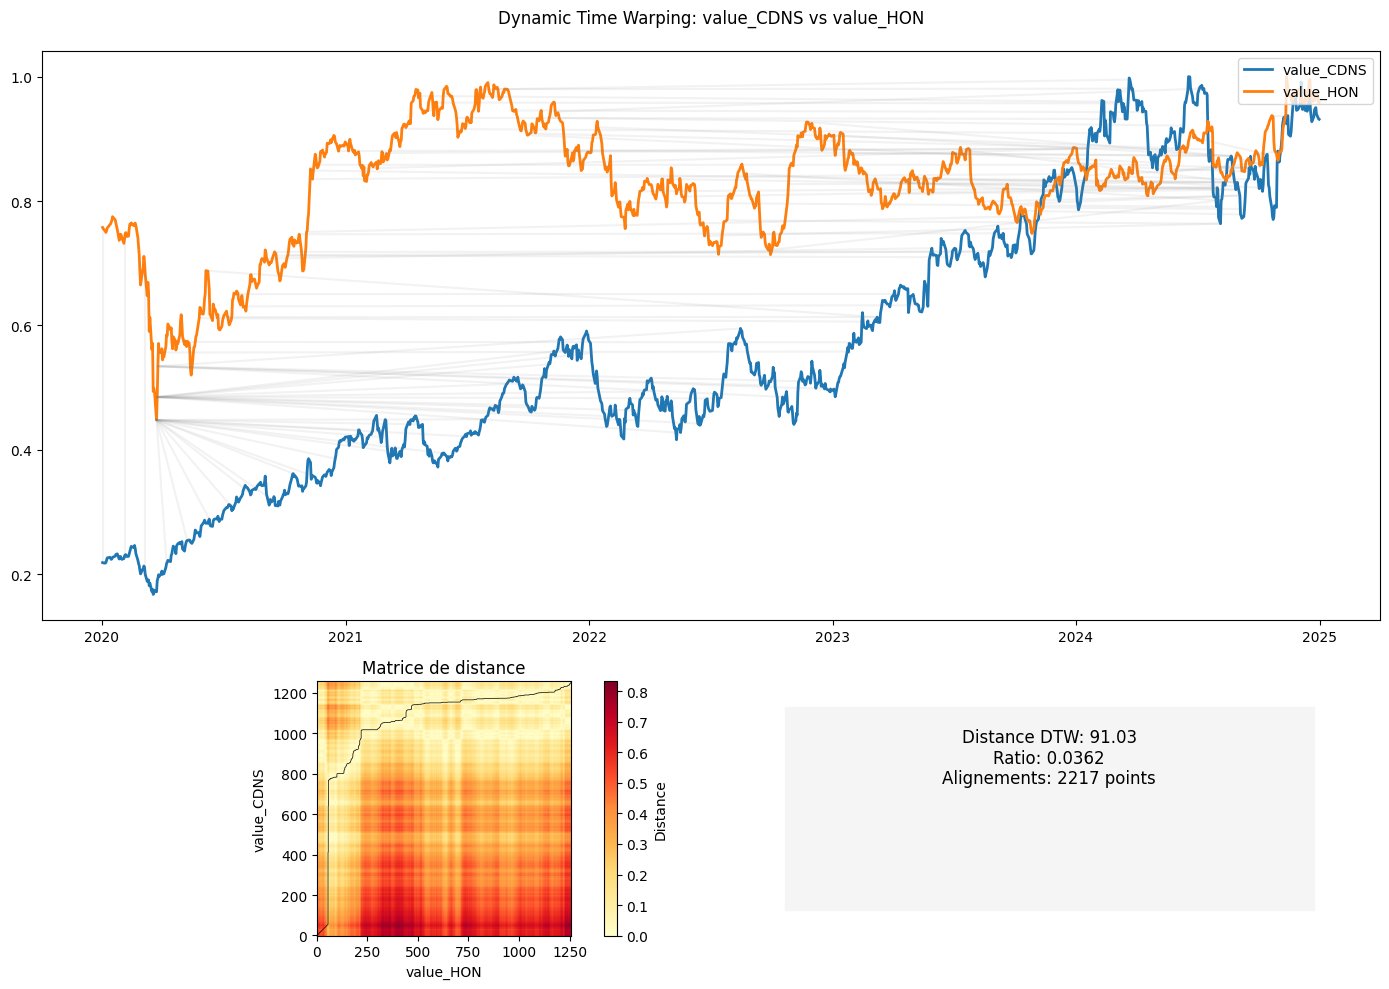 Dynamic Time Warping: value_CDNS vs value_HON
value_CDNS
value_HON
1.0
0.8
0.6
0.4
0.2
2020 2021 2022 2023 2024 2025
Matrice de distance
value_CDNS
1200
1000
800
600
400
200
0
0 250 500 750 1000 1250
value_HON
0.8
0.7
0.6
0.5
0.4
0.3
0.2
0.1
0.0
Distance
Distance DTW: 91.03
Ratio: 0.0362
Alignements: 2217 points